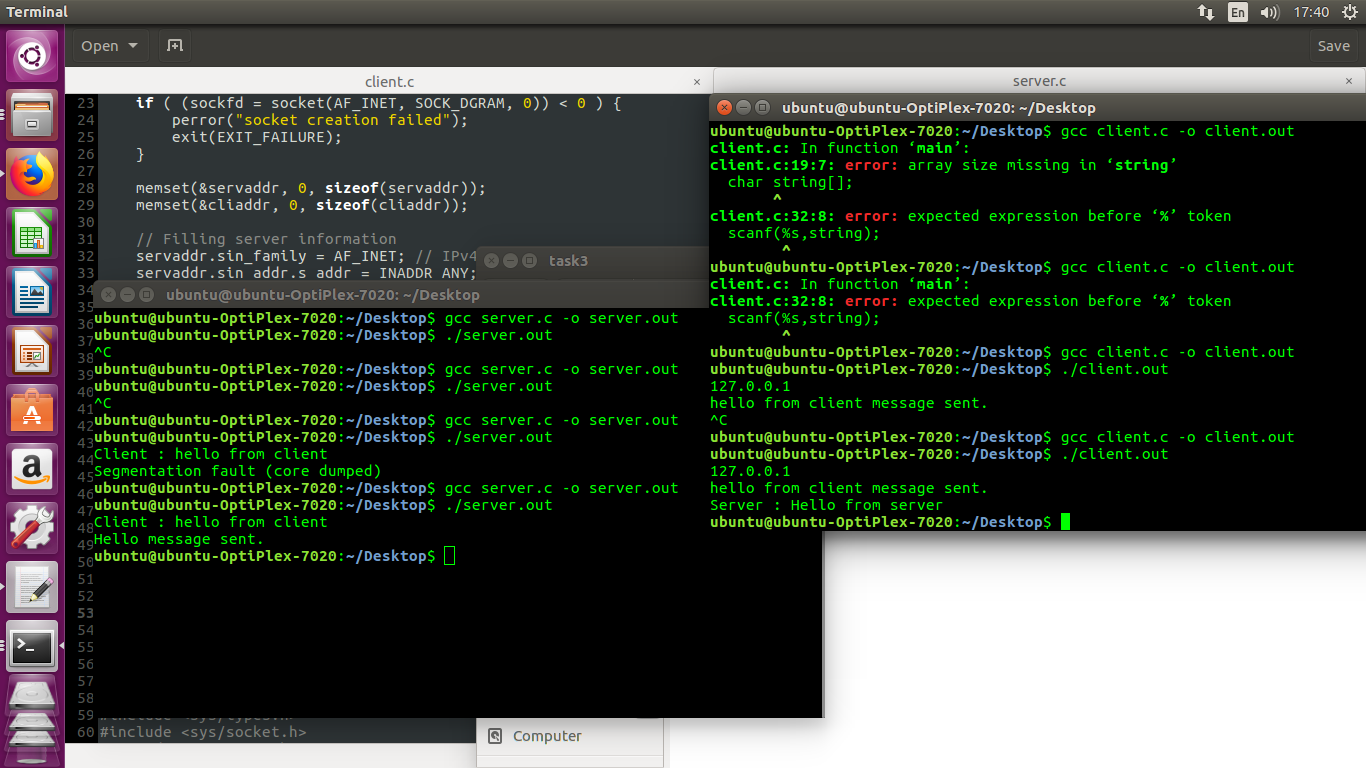 Terminal
En
17:40
Open
Save
client.c ×
server.c ×
23 if ( (sockfd = socket(AF_INET, SOCK_DGRAM, 0)) < 0 ) {
24 perror("socket creation failed");
25 exit(EXIT_FAILURE);
26 }
27
28 memset(&servaddr, 0, sizeof(servaddr));
29 memset(&cliaddr, 0, sizeof(cliaddr));
30
31 // Filling server information
32 servaddr.sin_family = AF_INET; // IPv4
33 servaddr.sin_addr.s_addr = INADDR_ANY;
34
35
36
37
38
39
40
41
42
43
44
45
46
47
48
49
50
51
52
53
54
55
56
57
58
59 #include <sys/types.h>
60 #include <sys/socket.h>
task3
Computer
ubuntu@ubuntu-OptiPlex-7020: ~/Desktop
ubuntu@ubuntu-OptiPlex-7020:~/Desktop$ gcc server.c -o server.out
ubuntu@ubuntu-OptiPlex-7020:~/Desktop$ ./server.out
^C
ubuntu@ubuntu-OptiPlex-7020:~/Desktop$ gcc server.c -o server.out
ubuntu@ubuntu-OptiPlex-7020:~/Desktop$ ./server.out
^C
ubuntu@ubuntu-OptiPlex-7020:~/Desktop$ gcc server.c -o server.out
ubuntu@ubuntu-OptiPlex-7020:~/Desktop$ ./server.out
Client : hello from client
Segmentation fault (core dumped)
ubuntu@ubuntu-OptiPlex-7020:~/Desktop$ gcc server.c -o server.out
ubuntu@ubuntu-OptiPlex-7020:~/Desktop$ ./server.out
Client : hello from client
Hello message sent.
ubuntu@ubuntu-OptiPlex-7020:~/Desktop$
ubuntu@ubuntu-OptiPlex-7020: ~/Desktop
ubuntu@ubuntu-OptiPlex-7020:~/Desktop$ gcc client.c -o client.out
client.c: In function ‘main’:
client.c:19:7: error: array size missing in ‘string’
char string[];
^
client.c:32:8: error: expected expression before ‘%’ token
scanf(%s,string);
^
ubuntu@ubuntu-OptiPlex-7020:~/Desktop$ gcc client.c -o client.out
client.c: In function ‘main’:
client.c:32:8: error: expected expression before ‘%’ token
scanf(%s,string);
^
ubuntu@ubuntu-OptiPlex-7020:~/Desktop$ gcc client.c -o client.out
ubuntu@ubuntu-OptiPlex-7020:~/Desktop$ ./client.out
127.0.0.1
hello from client message sent.
^C
ubuntu@ubuntu-OptiPlex-7020:~/Desktop$ gcc client.c -o client.out
ubuntu@ubuntu-OptiPlex-7020:~/Desktop$ ./client.out
127.0.0.1
hello from client message sent.
Server : Hello from server
ubuntu@ubuntu-OptiPlex-7020:~/Desktop$